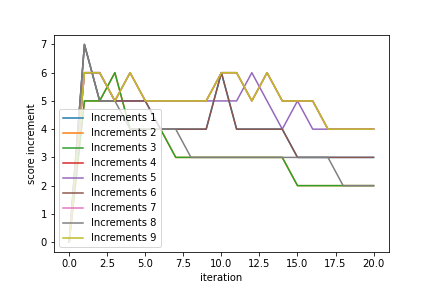 7
6
5
4
3
2
1
0
score increment
Increments 1
Increments 2
Increments 3
Increments 4
Increments 5
Increments 6
Increments 7
Increments 8
Increments 9
0.0 2.5 5.0 7.5 10.0 12.5 15.0 17.5 20.0
iteration